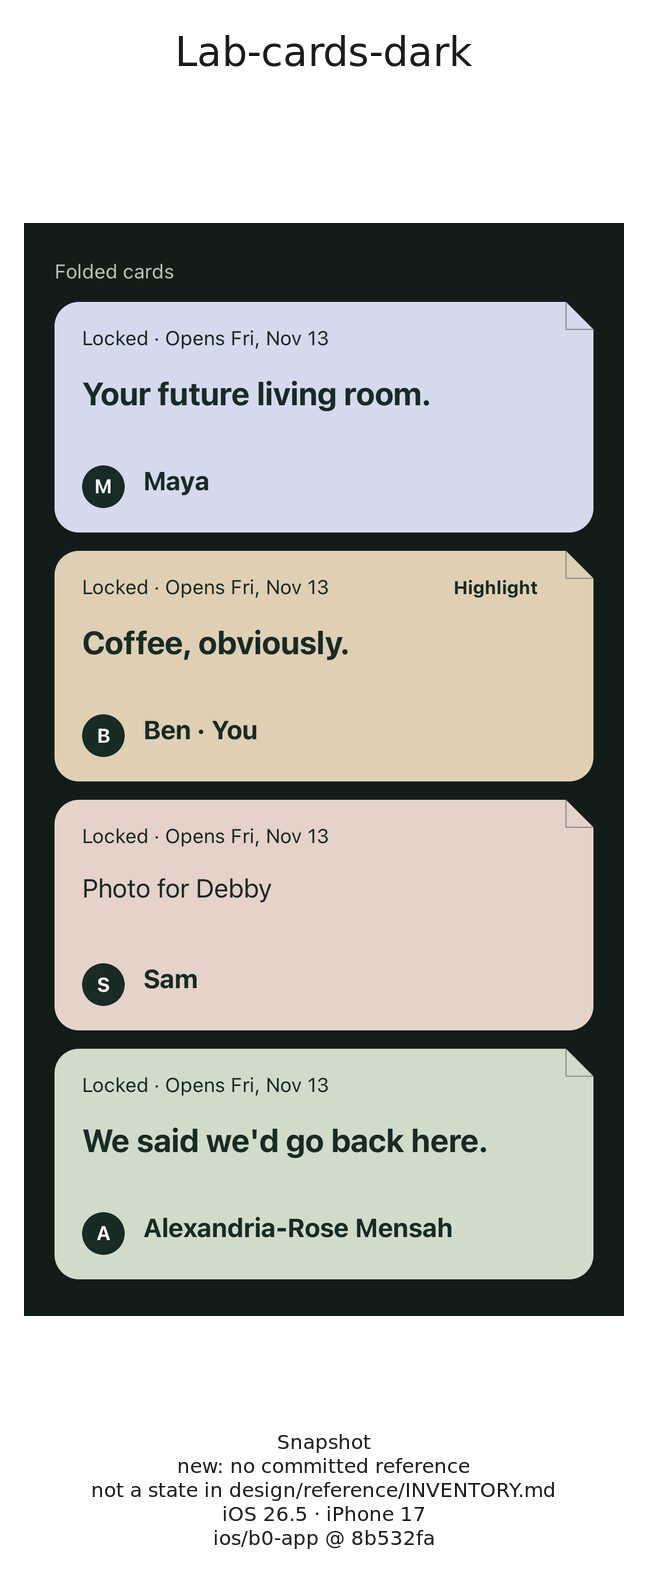 Lab-cards-dark
Folded cards
Locked · Opens Fri, Nov 13
Your future living room.
M Maya
Locked · Opens Fri, Nov 13 Highlight
Coffee, obviously.
B Ben · You
Locked · Opens Fri, Nov 13
Photo for Debby
S Sam
Locked · Opens Fri, Nov 13
We said we'd go back here.
A Alexandria-Rose Mensah
Snapshot
new: no committed reference
not a state in design/reference/INVENTORY.md
iOS 26.5 · iPhone 17
ios/b0-app @ 8b532fa